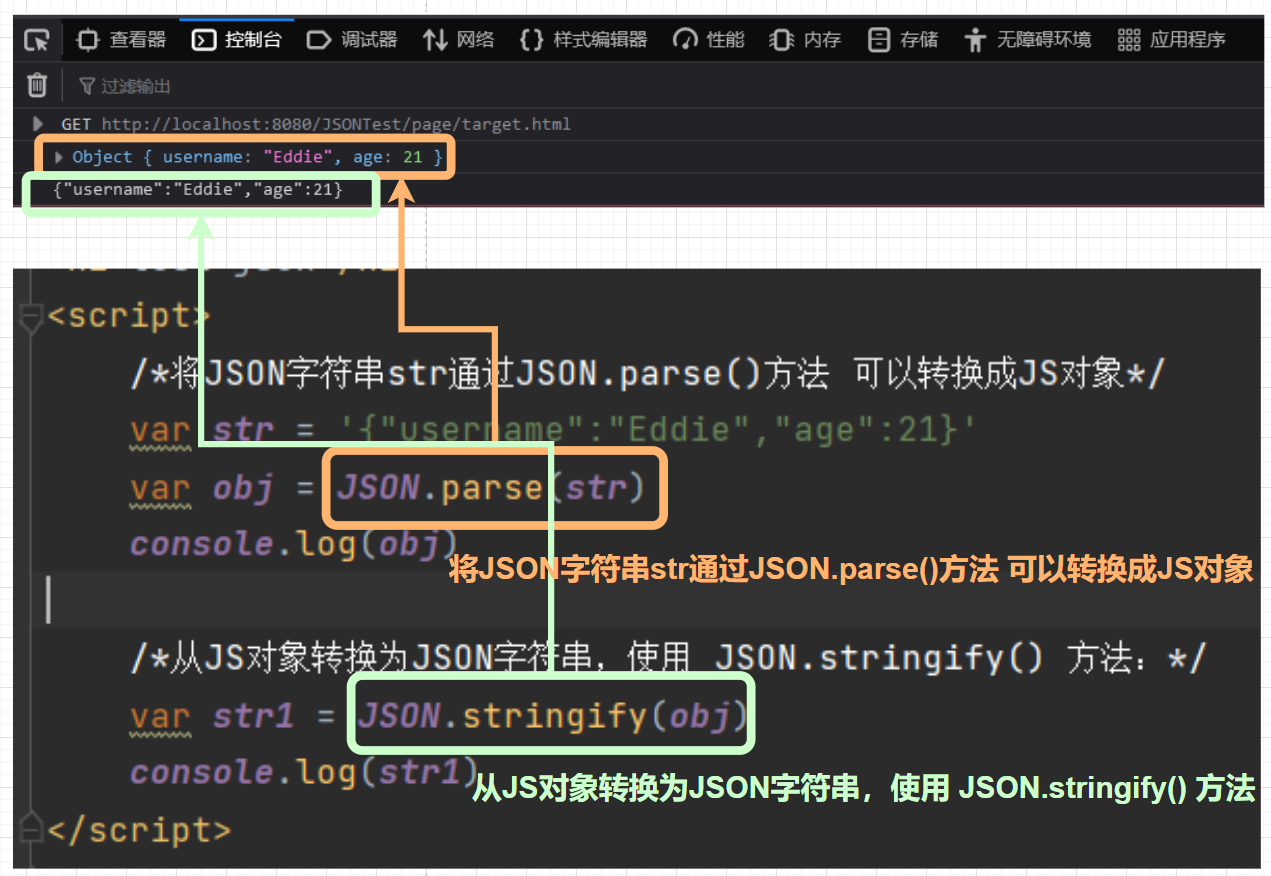 查看器 控制台 调试器 网络 样式编辑器 性能 内存 存储 无障碍环境 应用程序
过滤输出
GET http://localhost:8080/JSONTest/page/target.html
Object { username: "Eddie", age: 21 }
{"username":"Eddie","age":21}
<script>
/*将JSON字符串str通过JSON.parse()方法 可以转换成JS对象*/
var str = '{"username":"Eddie","age":21}'
var obj = JSON.parse(str)
console.log(obj)
将JSON字符串str通过JSON.parse()方法 可以转换成JS对象
/*从JS对象转换为JSON字符串，使用 JSON.stringify() 方法：*/
var str1 = JSON.stringify(obj)
console.log(str1)
从JS对象转换为JSON字符串，使用 JSON.stringify() 方法
</script>